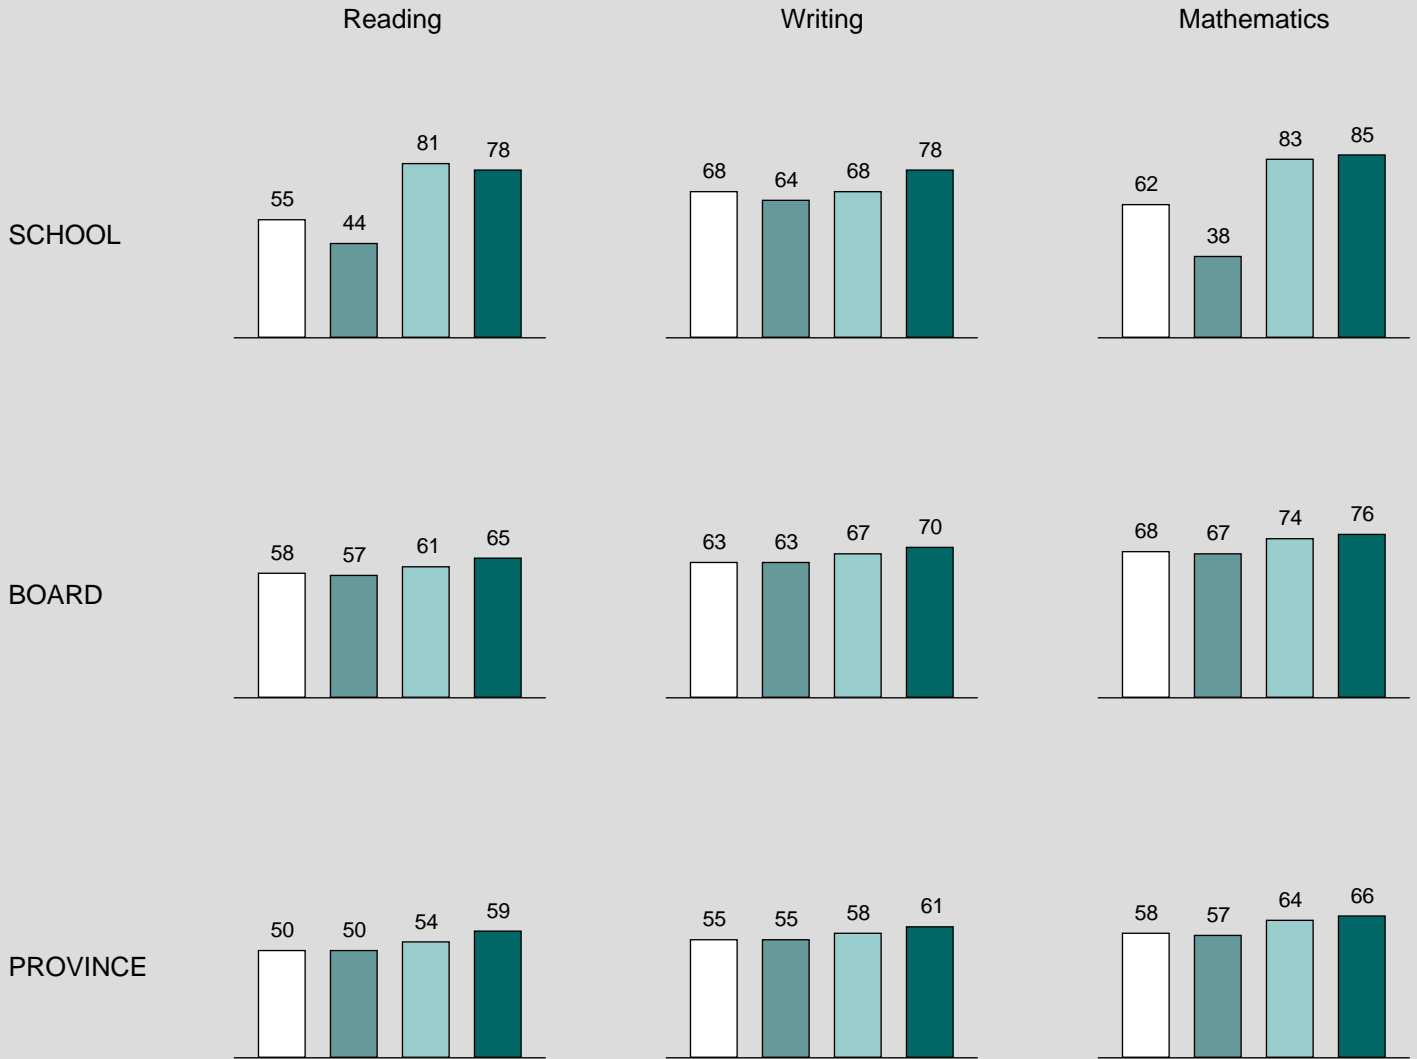 Reading Writing Mathematics
SCHOOL
55 44 81 78
68 64 68 78
62 38 83 85
BOARD
58 57 61 65
63 63 67 70
68 67 74 76
PROVINCE
50 50 54 59
55 55 58 61
58 57 64 66